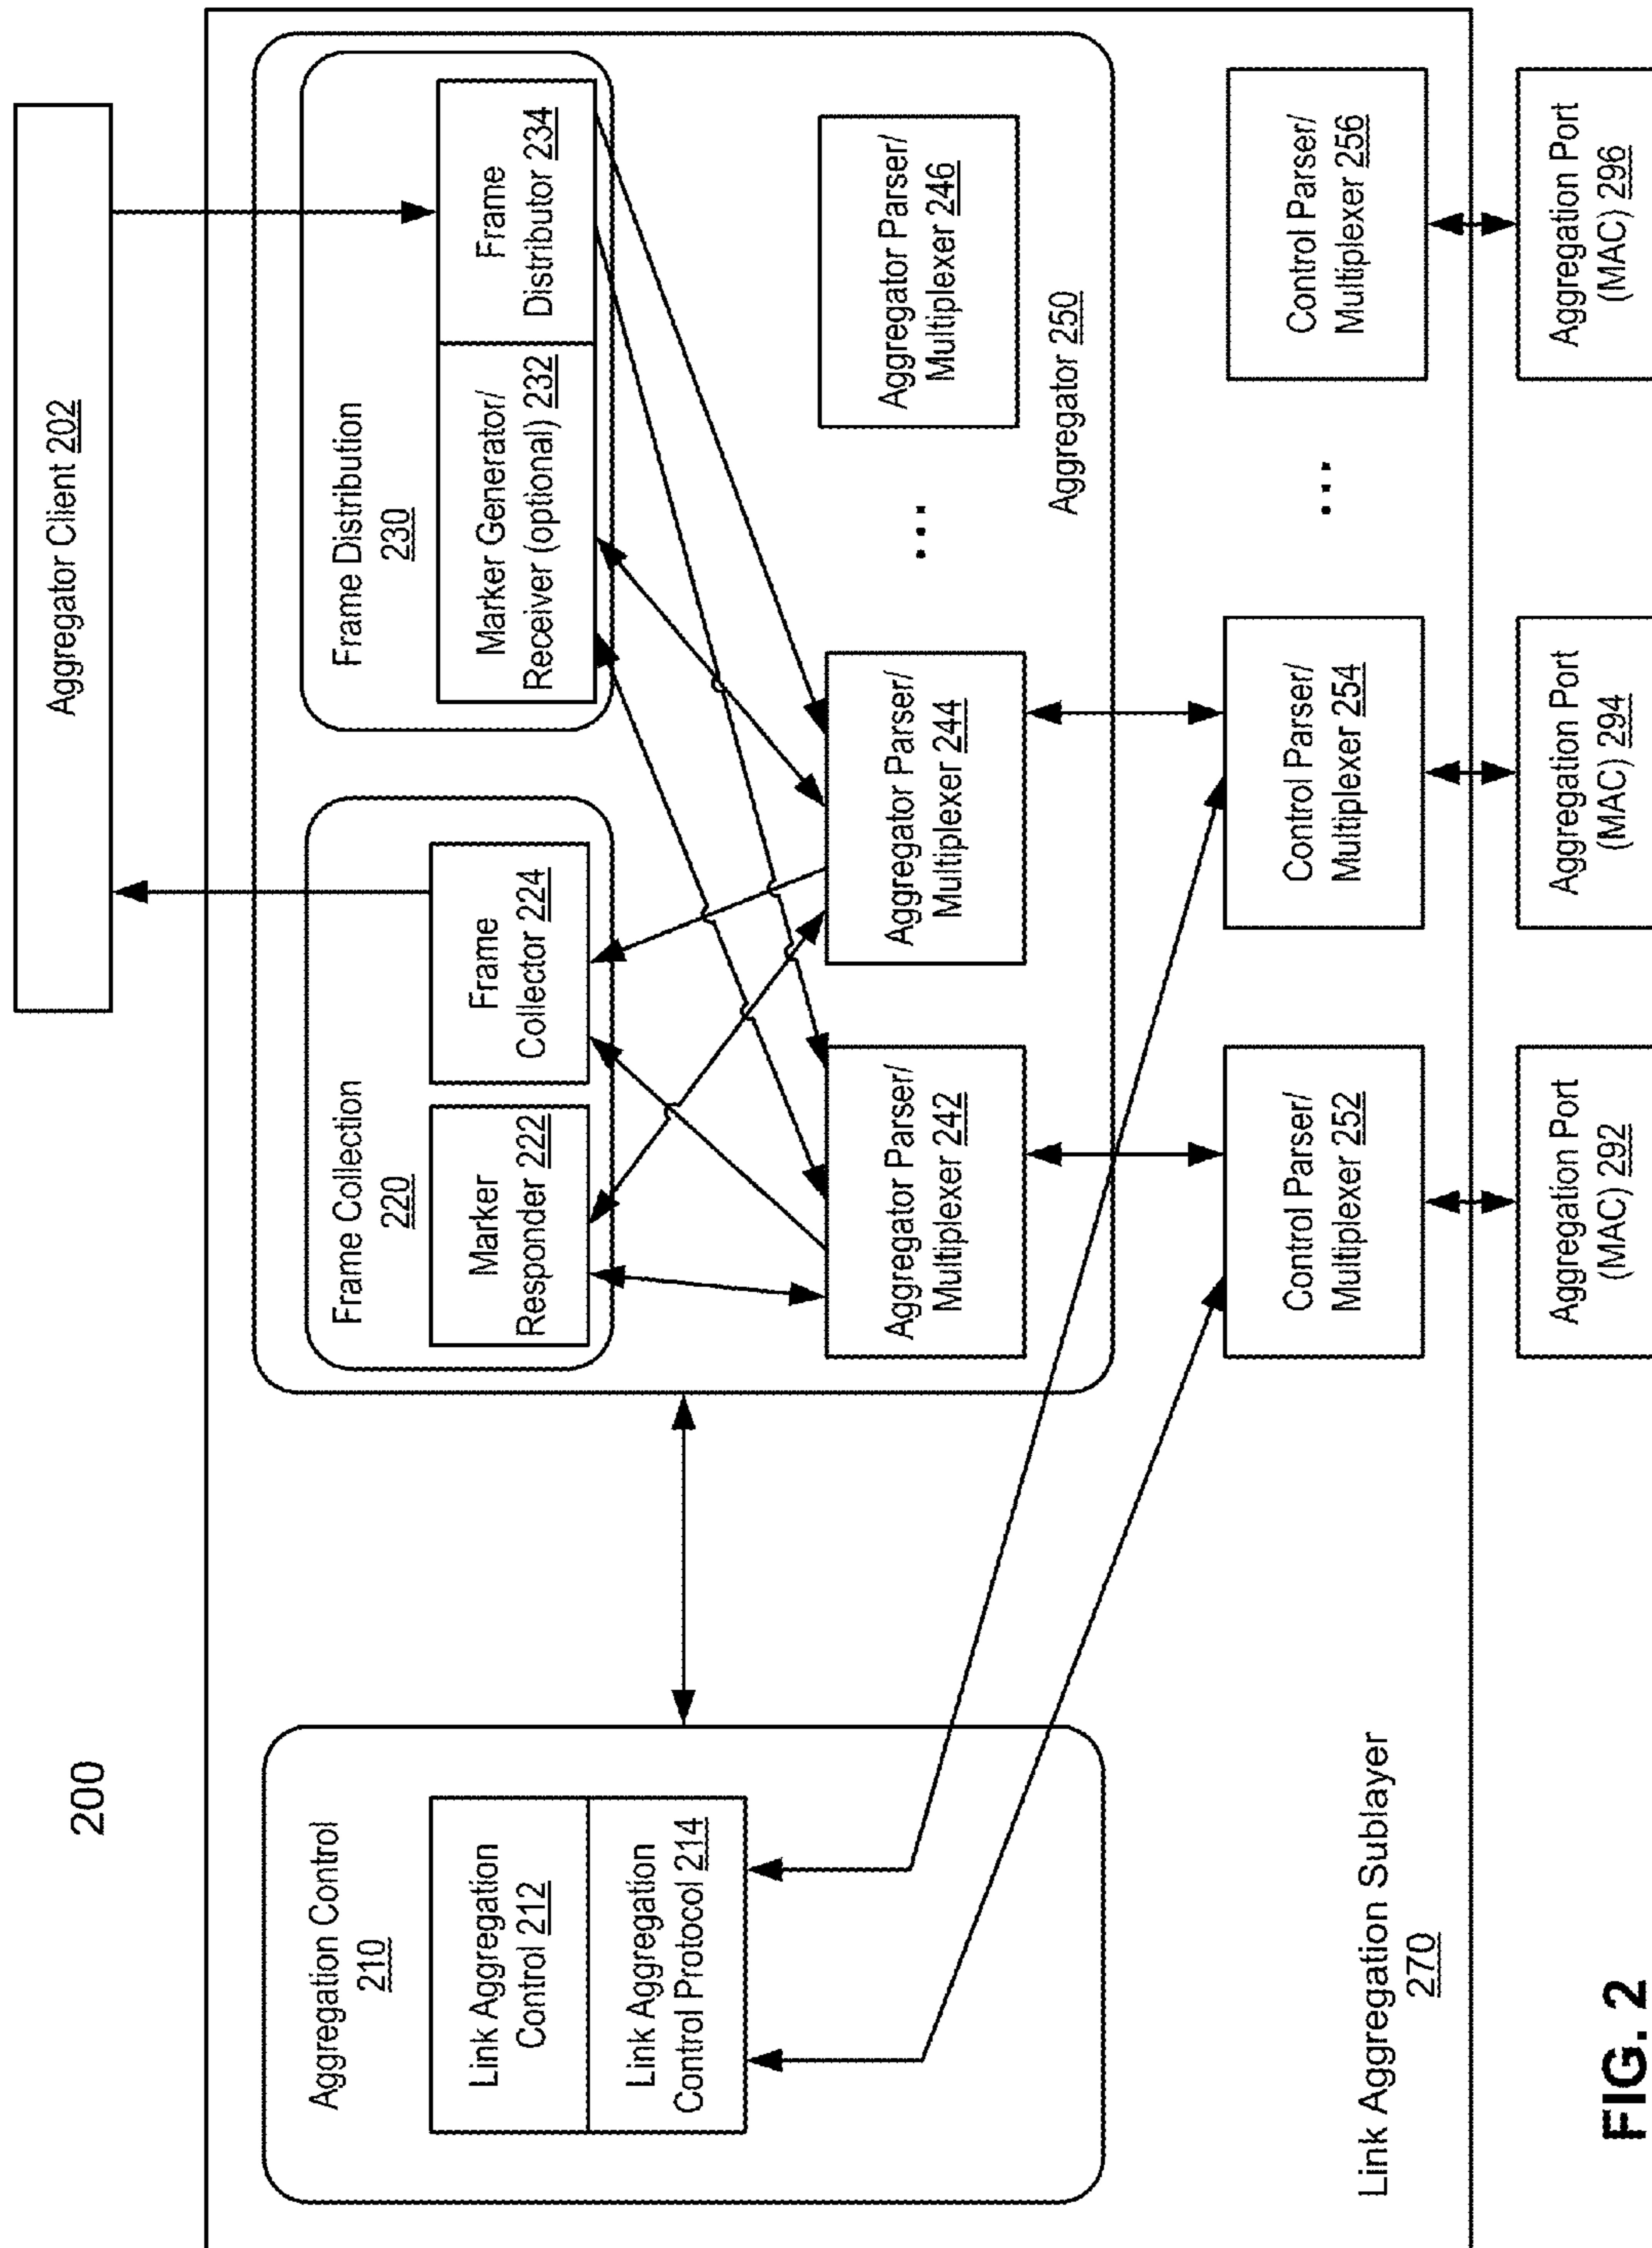 200
Aggregator Client 202
Aggregation Control
210
Link Aggregation
Control 212
Link Aggregation
Control Protocol 214
Frame Collection
220
Marker
Responder 222
Frame
Collector 224
Frame Distribution
230
Marker Generator/
Receiver (optional) 232
Frame
Distributor 234
Aggregator Parser/
Multiplexer 242
Aggregator Parser/
Multiplexer 244
...
Aggregator Parser/
Multiplexer 246
Aggregator 250
Control Parser/
Multiplexer 252
Control Parser/
Multiplexer 254
...
Control Parser/
Multiplexer 256
Link Aggregation Sublayer
270
Aggregation Port
(MAC) 292
Aggregation Port
(MAC) 294
Aggregation Port
(MAC) 296
FIG. 2